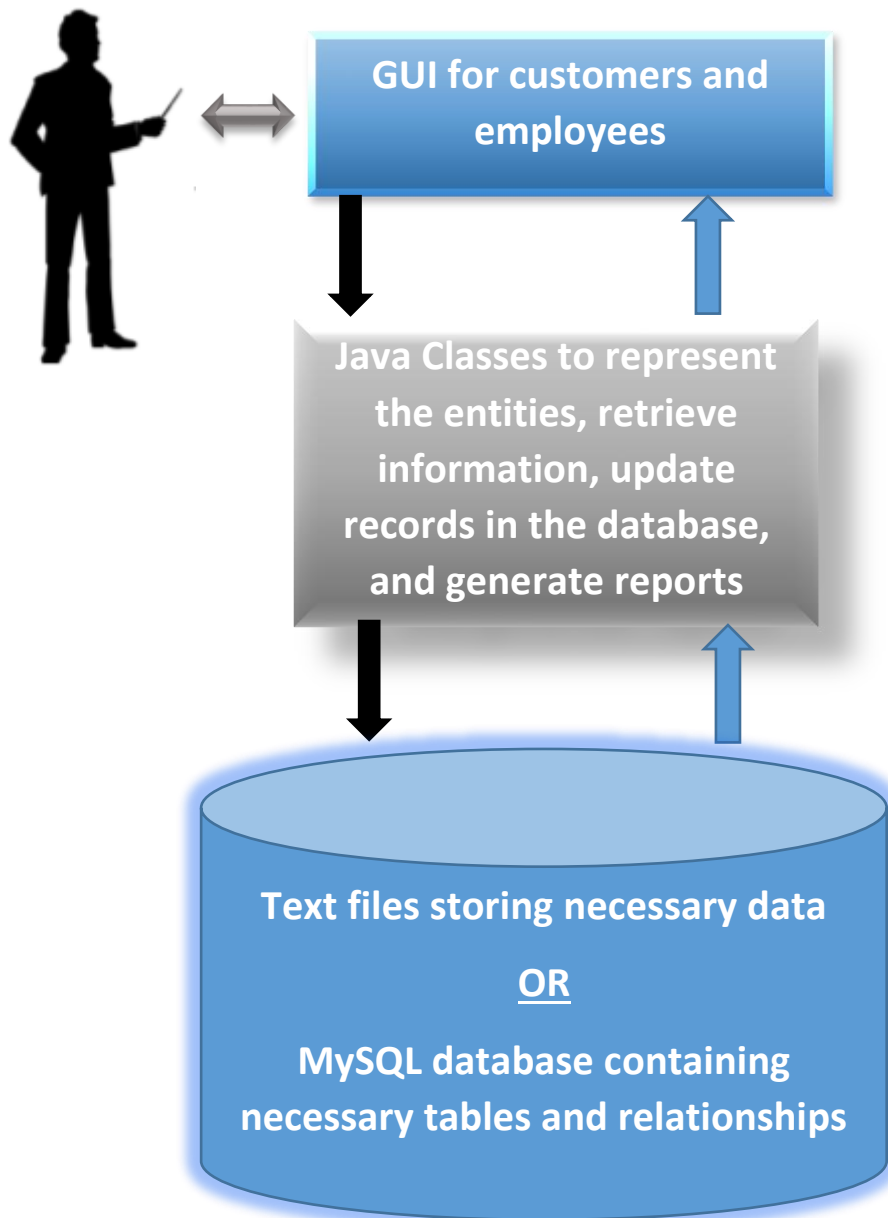 GUI for customers and
employees
Java Classes to represent
the entities, retrieve
information, update
records in the database,
and generate reports
Text files storing necessary data
OR
MySQL database containing
necessary tables and relationships